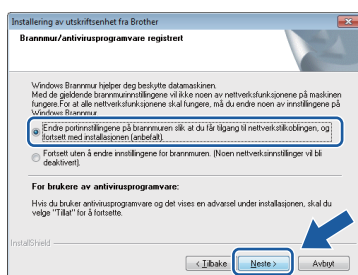 Installering av utskriftsenhet fra Brother
Brannmur/antivirusprogramvare registrert
Windows Brannmur hjelper deg beskytte datamaskinen.
Med de gjeldende brannmurinnstillingene vil ikke noen av nettverksfunksjonene på maskinen
fungere.For at alle nettverksfunksjonene skal fungere, må du endre noen av innstillingene på
Windows Brannmur.
Endre portinnstillingene på brannmuren slik at du får tilgang til nettverkstilkoblingen, og
fortsett med installasjonen (anbefalt).
Fortsett uten å endre innstillingene for brannmuren. (Noen nettverksinnstillinger vil bli
deaktivert).
For brukere av antivirusprogramvare:
Hvis du bruker antivirusprogramvare og det vises en advarsel under installasjonen, skal du
velge "Tillat" for å fortsette.
InstallShield
< Tilbake Neste > Avbryt